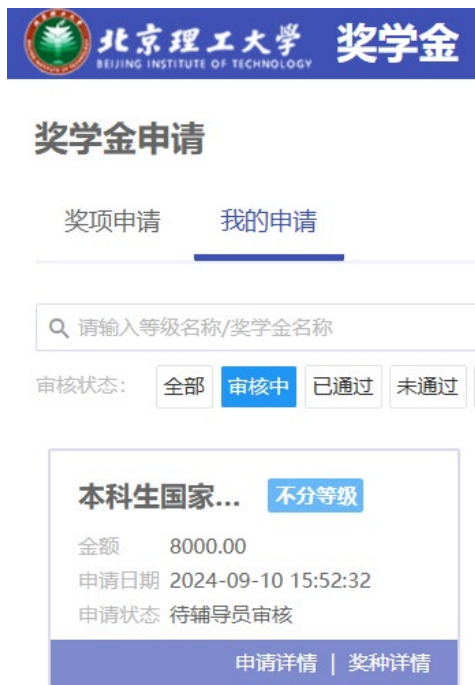 北京理工大学 奖学金
BEIJING INSTITUTE OF TECHNOLOGY
奖学金申请
奖项申请 我的申请
请输入等级名称/奖学金名称
审核状态： 全部 审核中 已通过 未通过
本科生国家... 不分等级
金额 8000.00
申请日期 2024-09-10 15:52:32
申请状态 待辅导员审核
申请详情 | 奖种详情